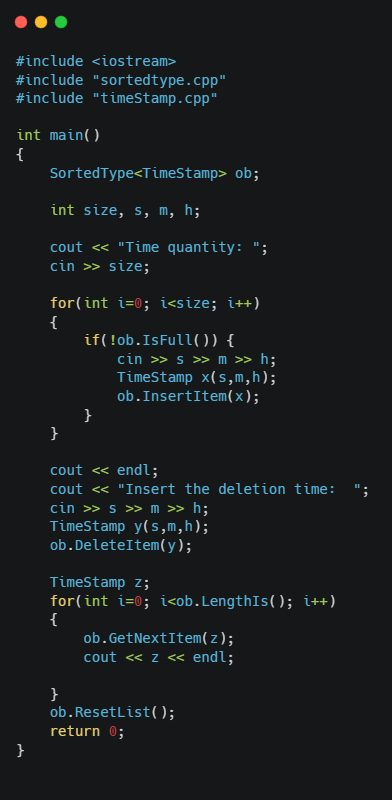 #include <iostream>
#include "sortedtype.cpp"
#include "timeStamp.cpp"

int main()
{
    SortedType<TimeStamp> ob;

    int size, s, m, h;

    cout << "Time quantity: ";
    cin >> size;

    for(int i=0; i<size; i++)
    {
        if(!ob.IsFull()) {
            cin >> s >> m >> h;
            TimeStamp x(s,m,h);
            ob.InsertItem(x);
        }
    }

    cout << endl;
    cout << "Insert the deletion time:  ";
    cin >> s >> m >> h;
    TimeStamp y(s,m,h);
    ob.DeleteItem(y);

    TimeStamp z;
    for(int i=0; i<ob.LengthIs(); i++)
    {
        ob.GetNextItem(z);
        cout << z << endl;

    }
    ob.ResetList();
    return 0;
}